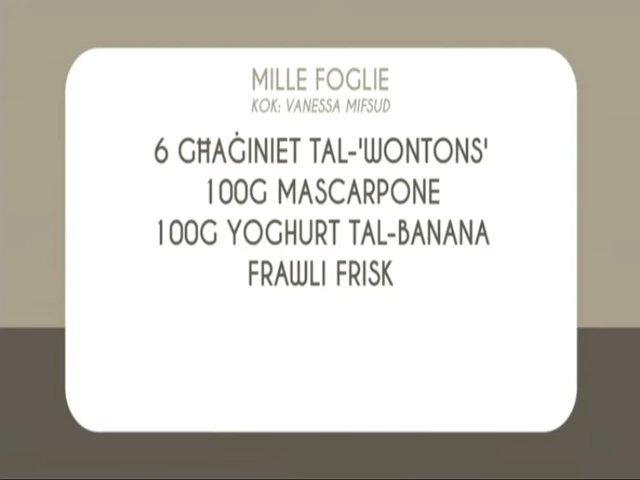 MILLE FOGLIE
KOK: VANESSA MIFSUD
6 GĦAĠINIET TAL-'WONTONS'
100G MASCARPONE
100G YOGHURT TAL-BANANA
FRAWLI FRISK